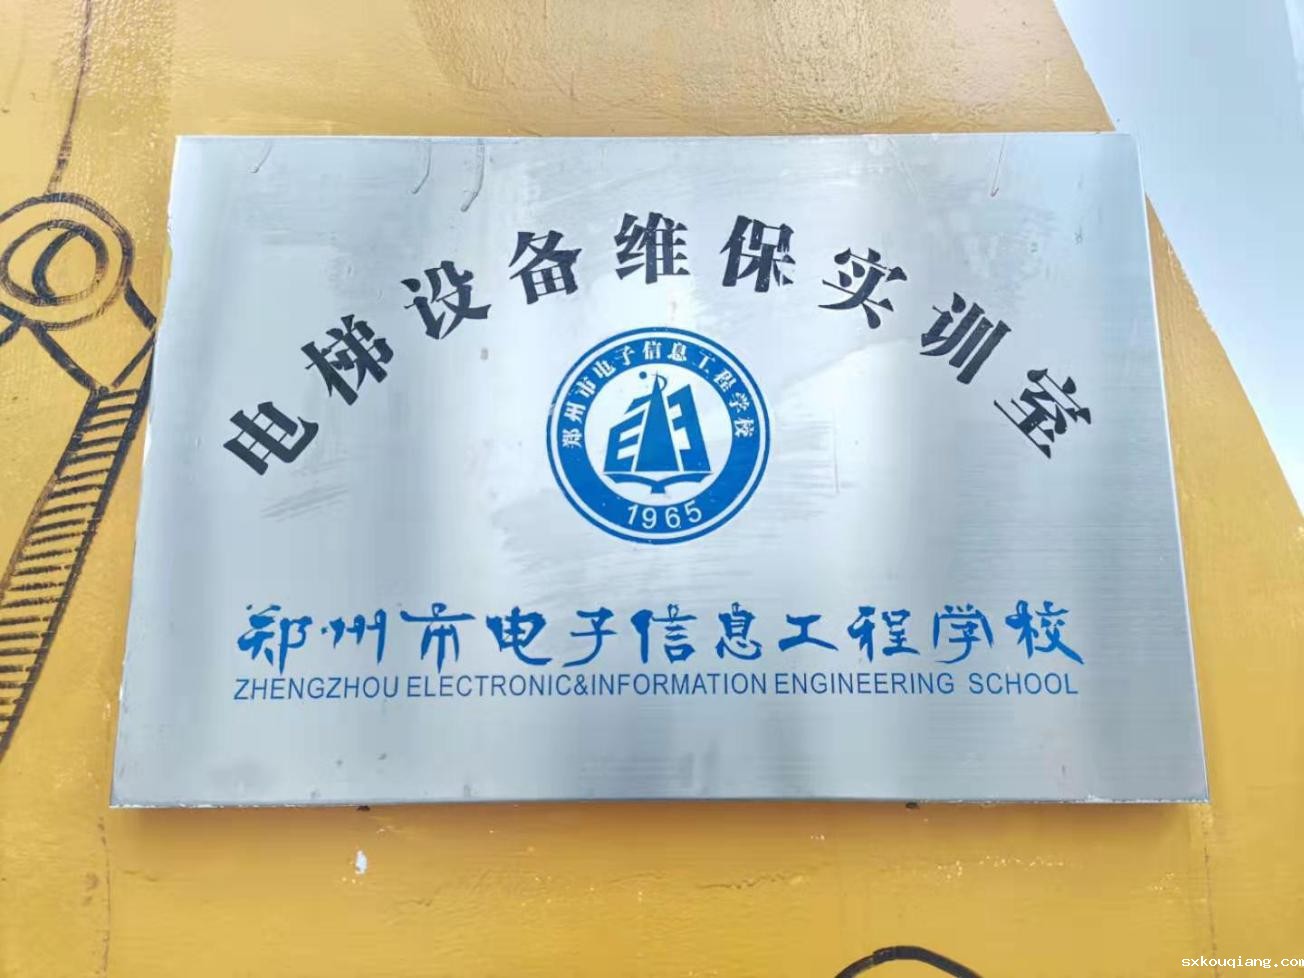 电梯设备维保实训室
郑州市电子信息工程学校
1965
郑州市电子信息工程学校
ZHENGZHOU ELECTRONIC&INFORMATION ENGINEERING SCHOOL
sxkouqiang.com